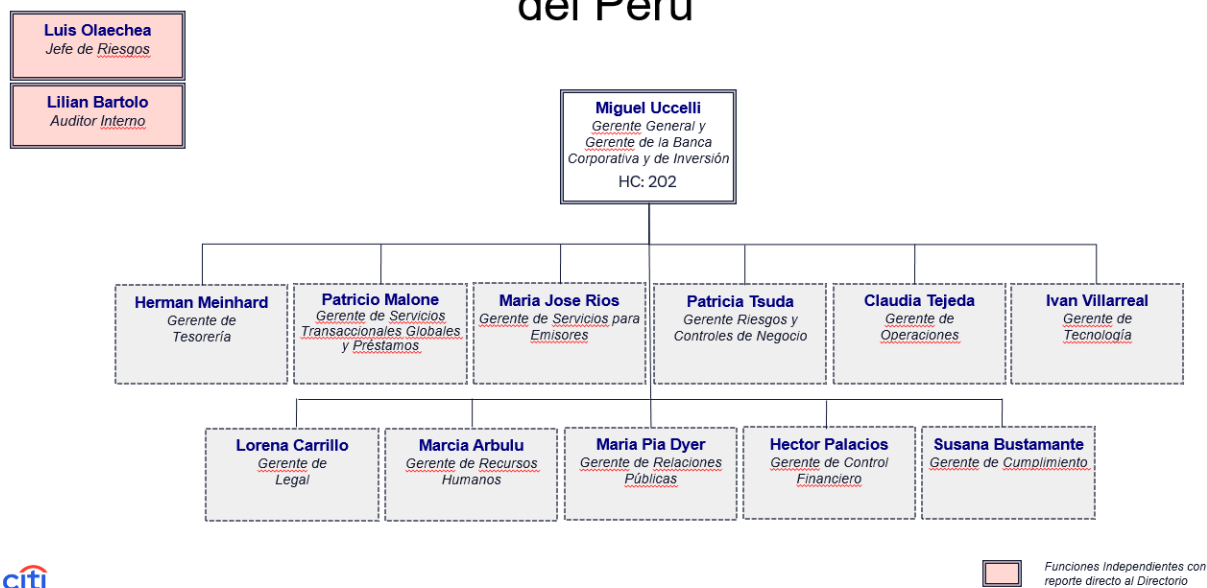 del Perú
Luis Olaechea
Jefe de Riesgos
Lilian Bartolo
Auditor Interno
Miguel Uccelli
Gerente General y
Gerente de la Banca
Corporativa y de Inversión
HC: 202
Herman Meinhard
Gerente de
Tesorería
Patricio Malone
Gerente de Servicios
Transaccionales Globales
y Préstamos
Maria Jose Rios
Gerente de Servicios para
Emisores
Patricia Tsuda
Gerente Riesgos y
Controles de Negocio
Claudia Tejeda
Gerente de
Operaciones
Ivan Villarreal
Gerente de
Tecnología
Lorena Carrillo
Gerente de
Legal
Marcia Arbulu
Gerente de Recursos
Humanos
Maria Pia Dyer
Gerente de Relaciones
Públicas
Hector Palacios
Gerente de Control
Financiero
Susana Bustamante
Gerente de Cumplimiento
citi
Funciones Independientes con
reporte directo al Directorio